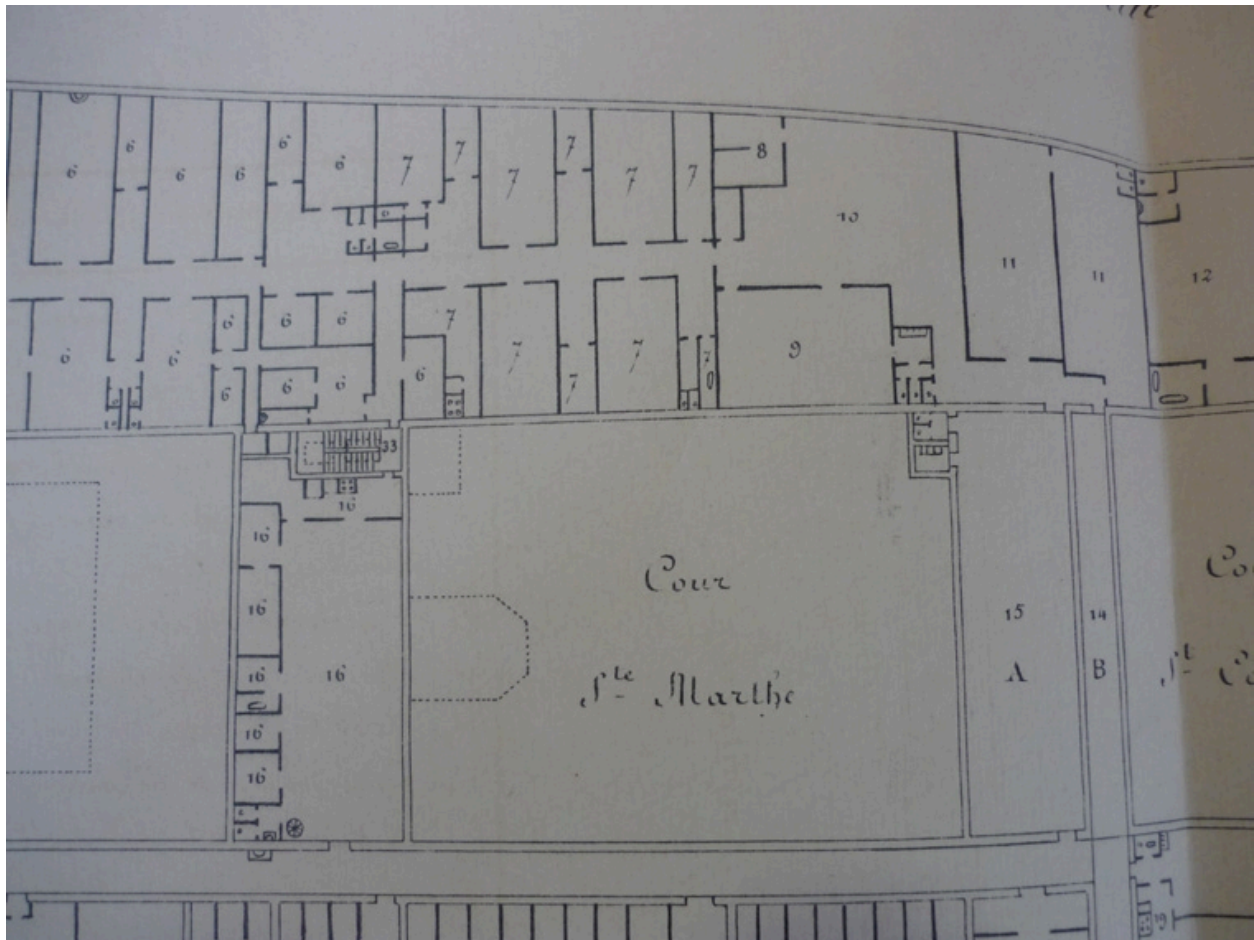 6. 6. 6. 6. 6. 6. 7 7 7 7 7 7 8
10
11 11 12
6. 6. 6. 6. 6. 7 7 7 7 7 9
6. 6. 6. 6
33
16
16. 16. 16. 16. 16. 16
Cour
Ste Marthe
15 14
A B
Co
St C